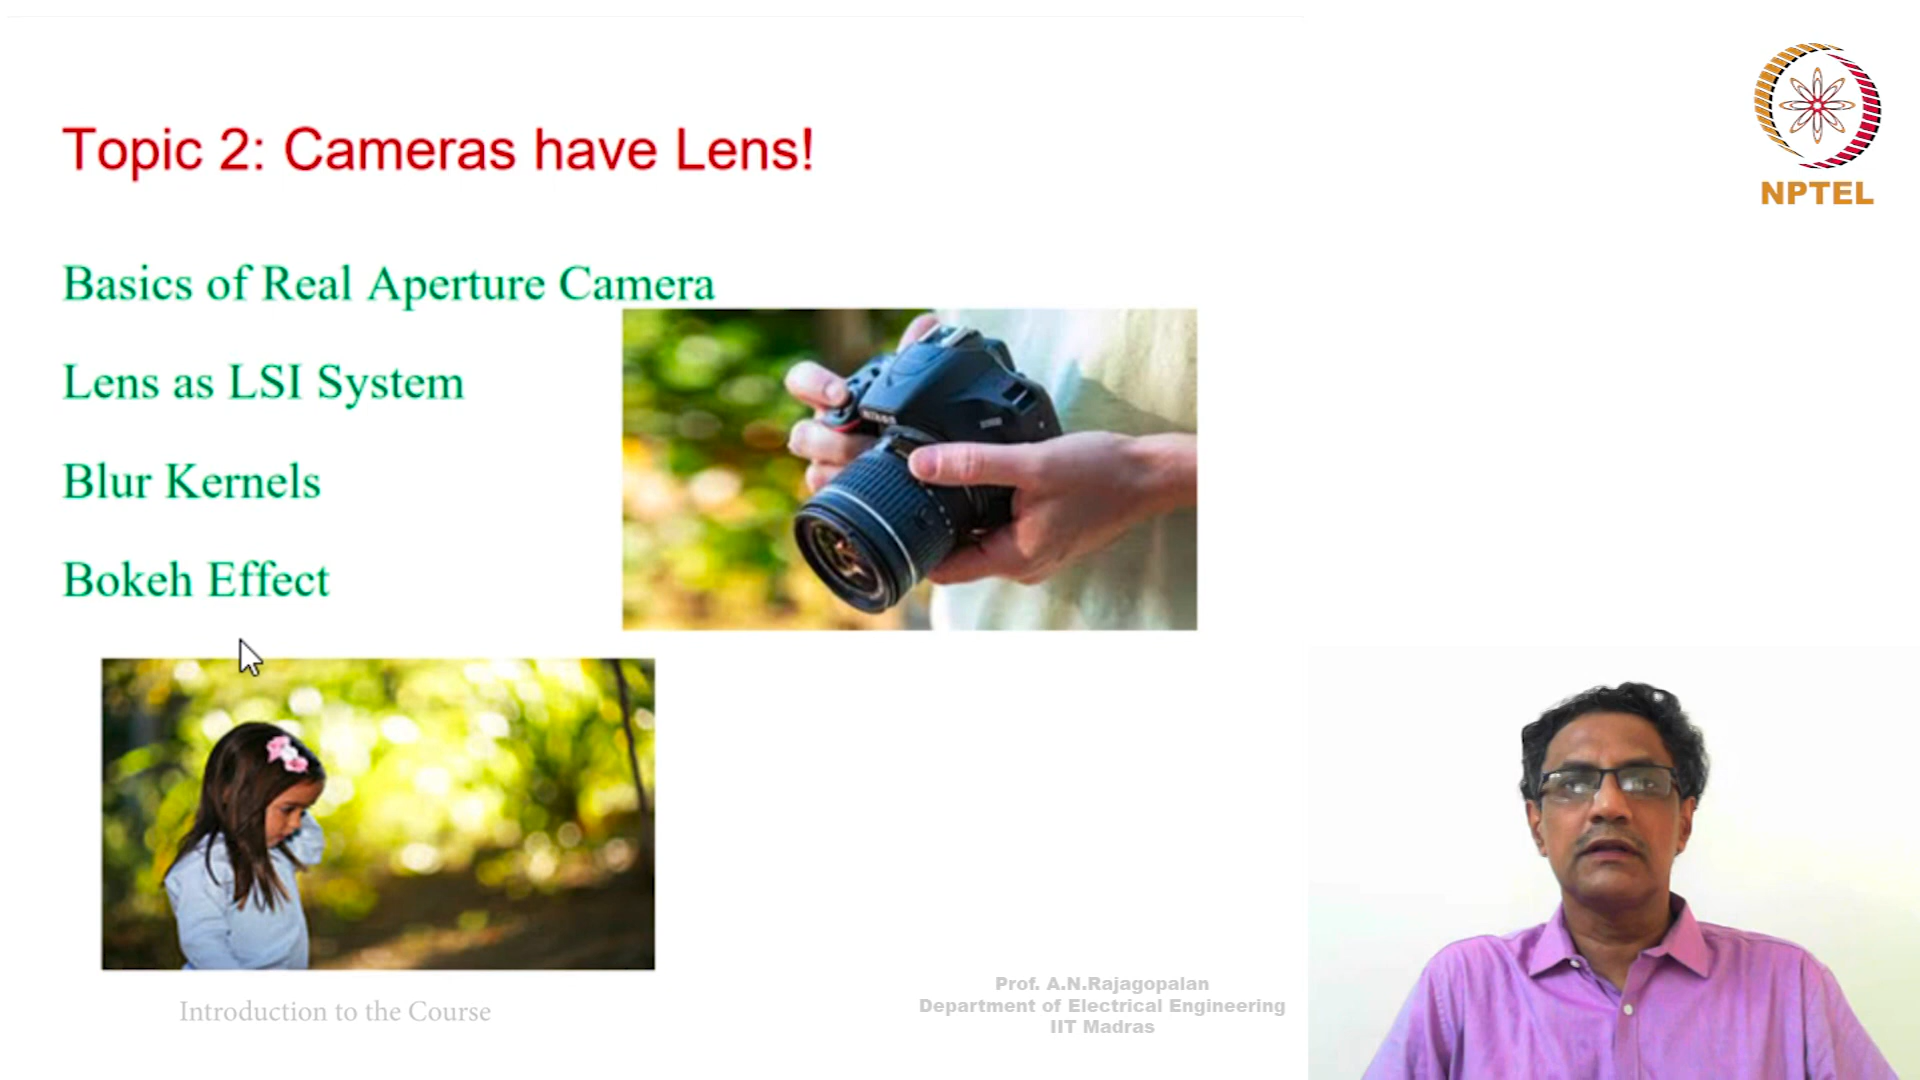 Topic 2: Cameras have Lens!
NPTEL
Basics of Real Aperture Camera
Lens as LSI System
Blur Kernels
Bokeh Effect
Prof. A.N.Rajagopalan
Department of Electrical Engineering
IIT Madras
Introduction to the Course